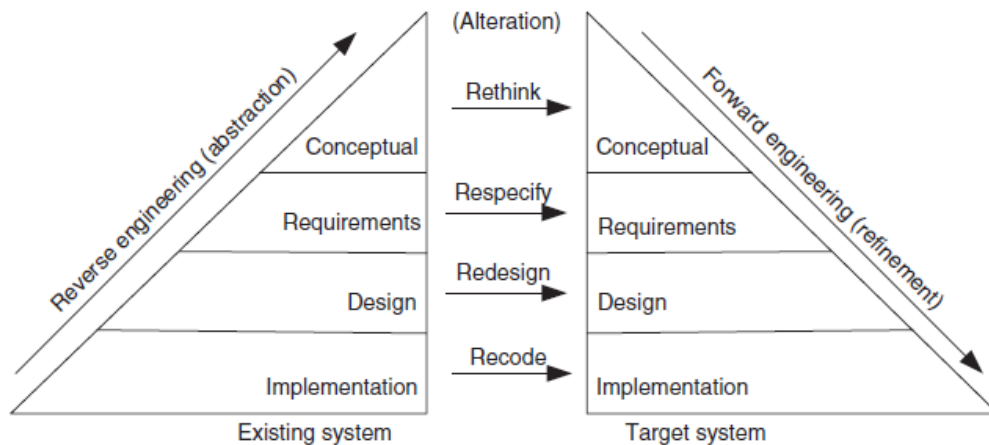 (Alteration)
Reverse engineering (abstraction)
Forward engineering (refinement)
Rethink
Conceptual
Conceptual
Respecify
Requirements
Requirements
Redesign
Design
Design
Recode
Implementation
Implementation
Existing system
Target system